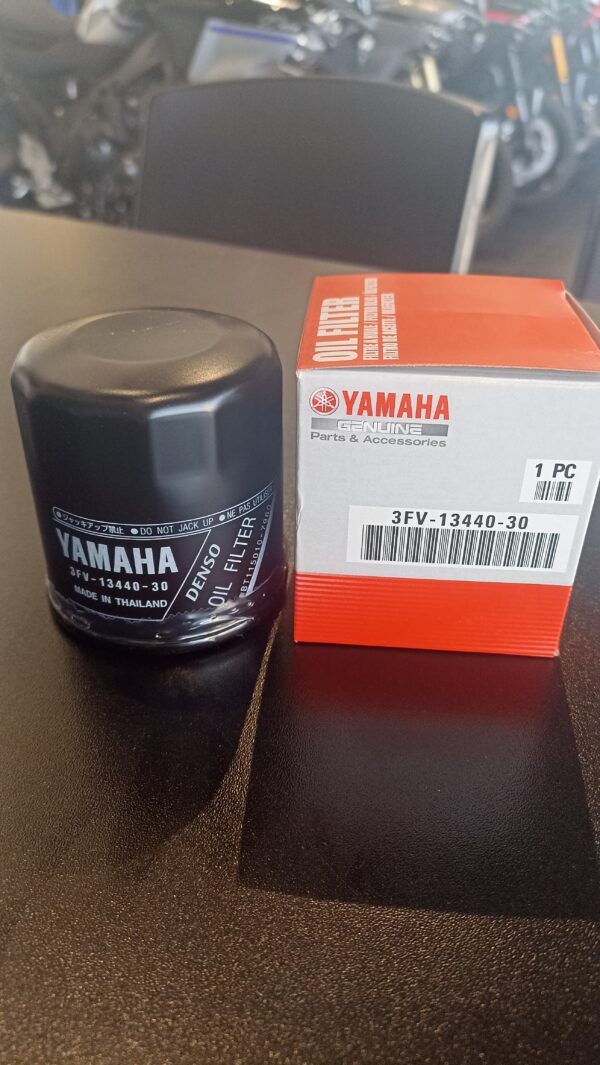 ● ジャッキアップ禁止 ● DO NOT JACK UP ● NE PAS UTILIS
YAMAHA
3FV-13440-30
MADE IN THAILAND
DENSO
OIL FILTER
OIL FILTER
YAMAHA
GENUINE
Parts & Accessories
1 PC
3FV-13440-30